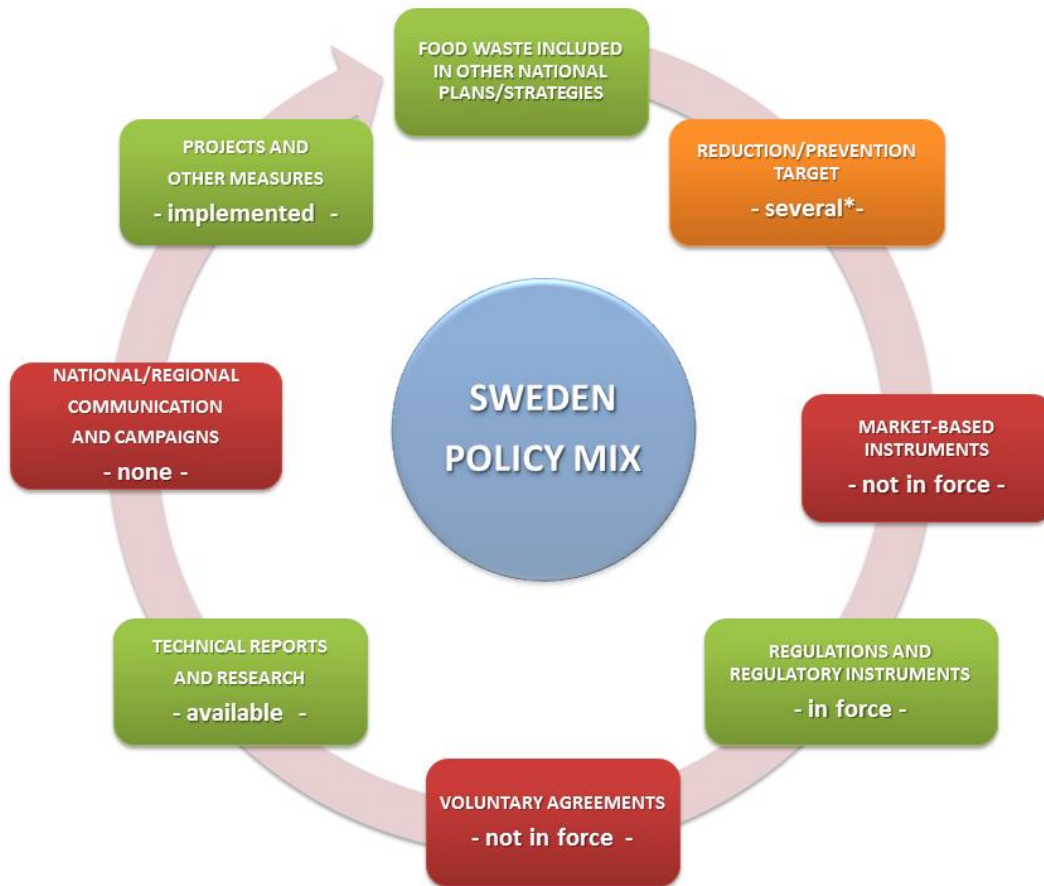 FOOD WASTE INCLUDED
IN OTHER NATIONAL
PLANS/STRATEGIES
REDUCTION/PREVENTION
TARGET
- several*-
MARKET-BASED
INSTRUMENTS
- not in force -
REGULATIONS AND
REGULATORY INSTRUMENTS
- in force -
VOLUNTARY AGREEMENTS
- not in force -
TECHNICAL REPORTS
AND RESEARCH
- available -
NATIONAL/REGIONAL
COMMUNICATION
AND CAMPAIGNS
- none -
PROJECTS AND
OTHER MEASURES
- implemented -
SWEDEN
POLICY MIX